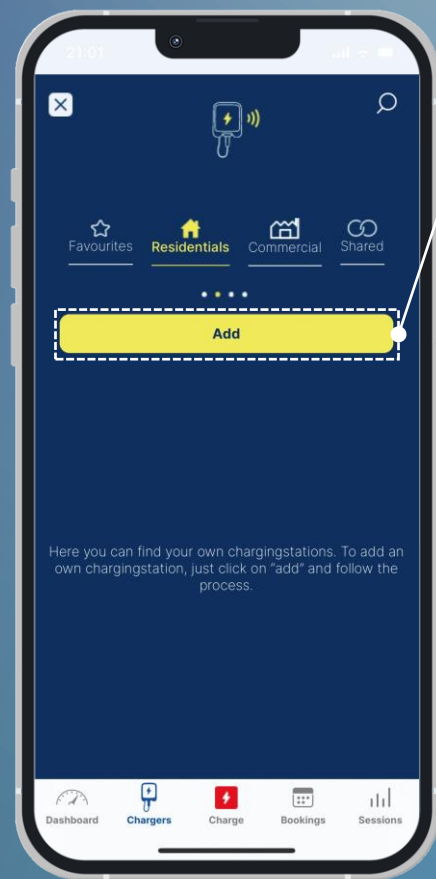 21:01
Favourites Residentials Commercial Shared
Add
Here you can find your own chargingstations. To add an
own chargingstation, just click on "add" and follow the
process.
Dashboard Chargers Charge Bookings Sessions